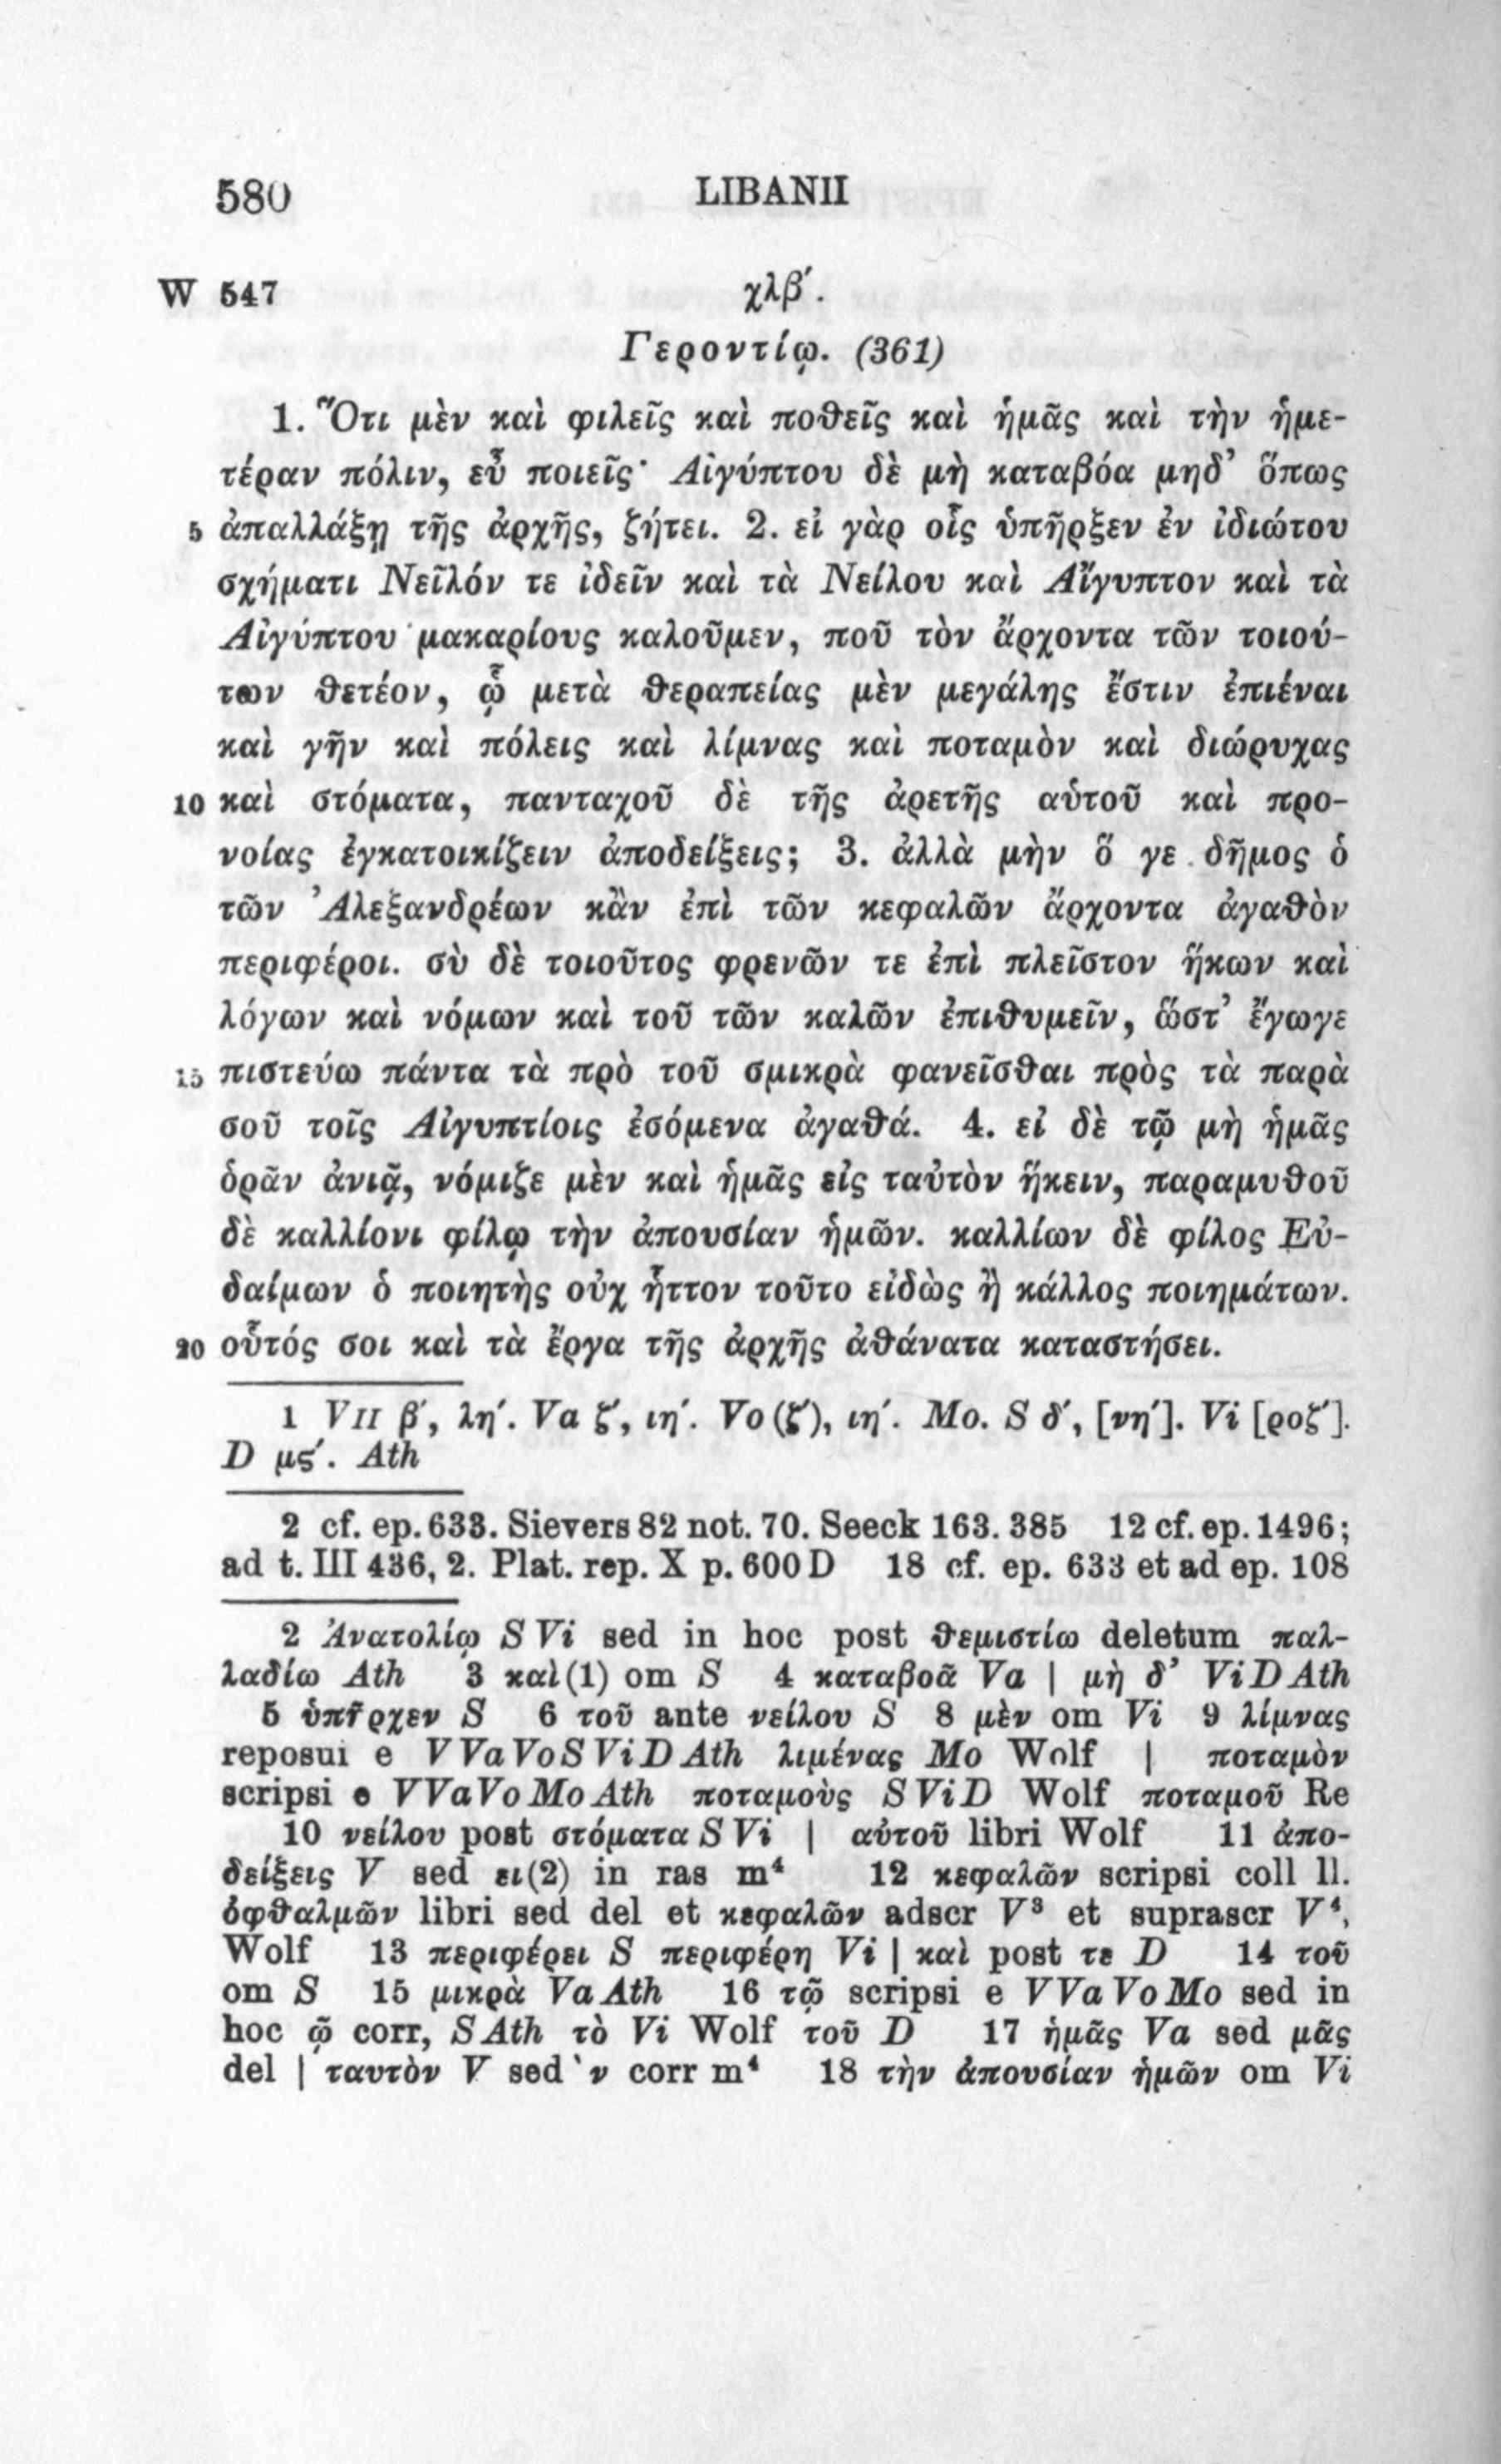 580 LIBANII
W 547 χλβ´.
Γεροντίῳ. (361)
1. Ὅτι μὲν καὶ φιλεῖς καὶ ποθεῖς καὶ ἡμᾶς καὶ τὴν ἡμε-
τέραν πόλιν, εὖ ποιεῖς· Αἰγύπτου δὲ μὴ καταβόα μηδ’ ὅπως
5 ἀπαλλάξῃ τῆς ἀρχῆς, ζήτει. 2. εἰ γὰρ οἷς ὑπῆρξεν ἐν ἰδιώτου
σχήματι Νεῖλόν τε ἰδεῖν καὶ τὰ Νείλου καὶ Αἴγυπτον καὶ τὰ
Αἰγύπτου μακαρίους καλοῦμεν, ποῦ τὸν ἄρχοντα τῶν τοιού-
των θετέον, ᾧ μετὰ θεραπείας μὲν μεγάλης ἔστιν ἐπιέναι
καὶ γῆν καὶ πόλεις καὶ λίμνας καὶ ποταμὸν καὶ διώρυχας
10 καὶ στόματα, πανταχοῦ δὲ τῆς ἀρετῆς αὑτοῦ καὶ προ-
νοίας ἐγκατοικίζειν ἀποδείξεις; 3. ἀλλὰ μὴν ὅ γε δῆμος ὁ
τῶν Ἀλεξανδρέων κἂν ἐπὶ τῶν κεφαλῶν ἄρχοντα ἀγαθὸν
περιφέροι. σὺ δὲ τοιοῦτος φρενῶν τε ἐπὶ πλεῖστον ἥκων καὶ
λόγων καὶ νόμων καὶ τοῦ τῶν καλῶν ἐπιθυμεῖν, ὥστ’ ἔγωγε
15 πιστεύω πάντα τὰ πρὸ τοῦ σμικρὰ φανεῖσθαι πρὸς τὰ παρὰ
σοῦ τοῖς Αἰγυπτίοις ἐσόμενα ἀγαθά. 4. εἰ δὲ τῷ μὴ ἡμᾶς
ὁρᾶν ἀνιᾷ, νόμιζε μὲν καὶ ἡμᾶς εἰς ταὐτὸν ἥκειν, παραμυθοῦ
δὲ καλλίονι φίλῳ τὴν ἀπουσίαν ἡμῶν. καλλίων δὲ φίλος Εὐ-
δαίμων ὁ ποιητὴς οὐχ ἧττον τοῦτο εἰδὼς ἢ κάλλος ποιημάτων.
20 οὗτός σοι καὶ τὰ ἔργα τῆς ἀρχῆς ἀθάνατα καταστήσει.
1 VII β´, λη´. Va ζ´, ιη´. Vo (ζ´), ιη´. Mo. S δ´, [νη´]. Vi [ροζ´].
D μς´. Ath
2 cf. ep. 633. Sievers 82 not. 70. Seeck 163. 385 12 cf. ep. 1496;
ad t. III 436, 2. Plat. rep. X p. 600 D 18 cf. ep. 633 et ad ep. 108
2 Ἀνατολίῳ S Vi sed in hoc post θεμιστίω deletum παλ-
λαδίω Ath 3 καὶ (1) om S 4 καταβοᾶ Va | μὴ δ’ Vi D Ath
5 ὑπῆρχεν S 6 τοῦ ante νείλου S 8 μὲν om Vi 9 λίμνας
reposui e V Va Vo S Vi D Ath λιμένας Mo Wolf | ποταμὸν
scripsi e V Va Vo Mo Ath ποταμοὺς S Vi D Wolf ποταμοῦ Re
10 νείλου post στόματα S Vi | αὐτοῦ libri Wolf 11 ἀπο-
δείξεις V sed ει (2) in ras m⁴ 12 κεφαλῶν scripsi coll ll.
ὀφθαλμῶν libri sed del et κεφαλῶν adscr V³ et suprascr V⁴,
Wolf 13 περιφέρει S περιφέρη Vi | καὶ post τε D 14 τοῦ
om S 15 μικρὰ Va Ath 16 τῷ scripsi e V Va Vo Mo sed in
hoc ῷ corr, S Ath τὸ Vi Wolf τοῦ D 17 ἡμᾶς Va sed μᾶς
del | ταυτὸν V sed ̓ν corr m⁴ 18 τὴν ἀπουσίαν ἡμῶν om Vi